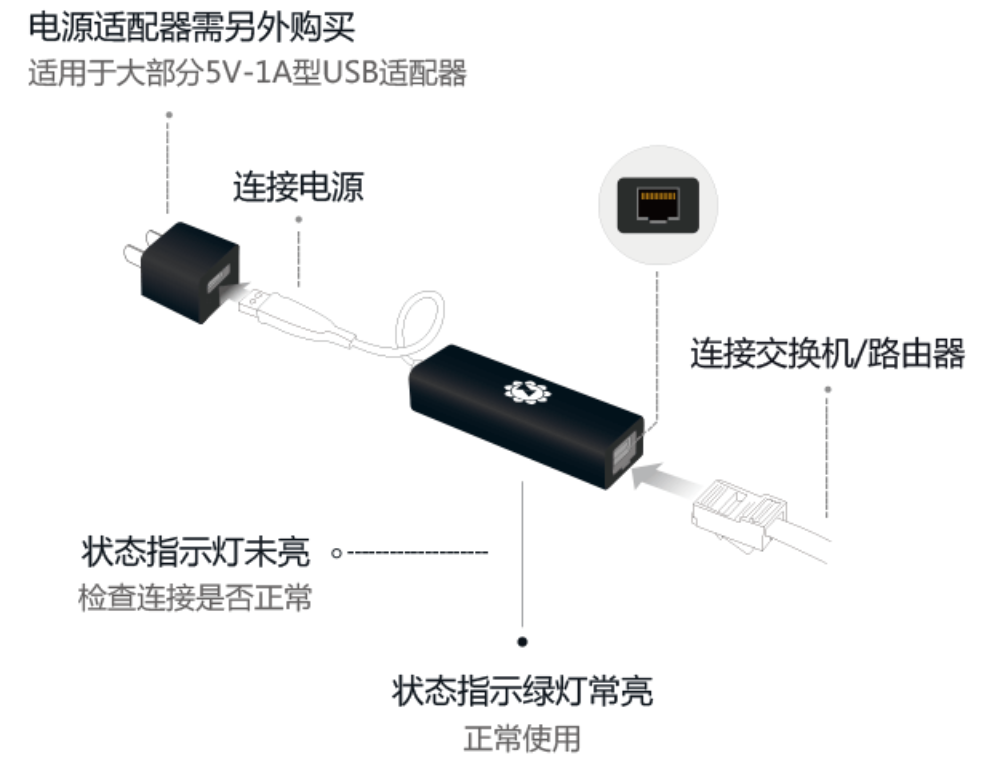 电源适配器需另外购买
适用于大部分5V-1A型USB适配器
连接电源
连接交换机/路由器
状态指示灯未亮
检查连接是否正常
状态指示绿灯常亮
正常使用